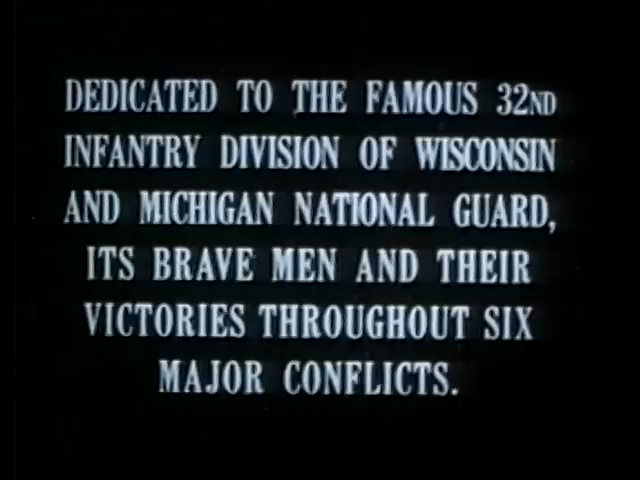 DEDICATED TO THE FAMOUS 32ND
INFANTRY DIVISION OF WISCONSIN
AND MICHIGAN NATIONAL GUARD,
ITS BRAVE MEN AND THEIR
VICTORIES THROUGHOUT SIX
MAJOR CONFLICTS.